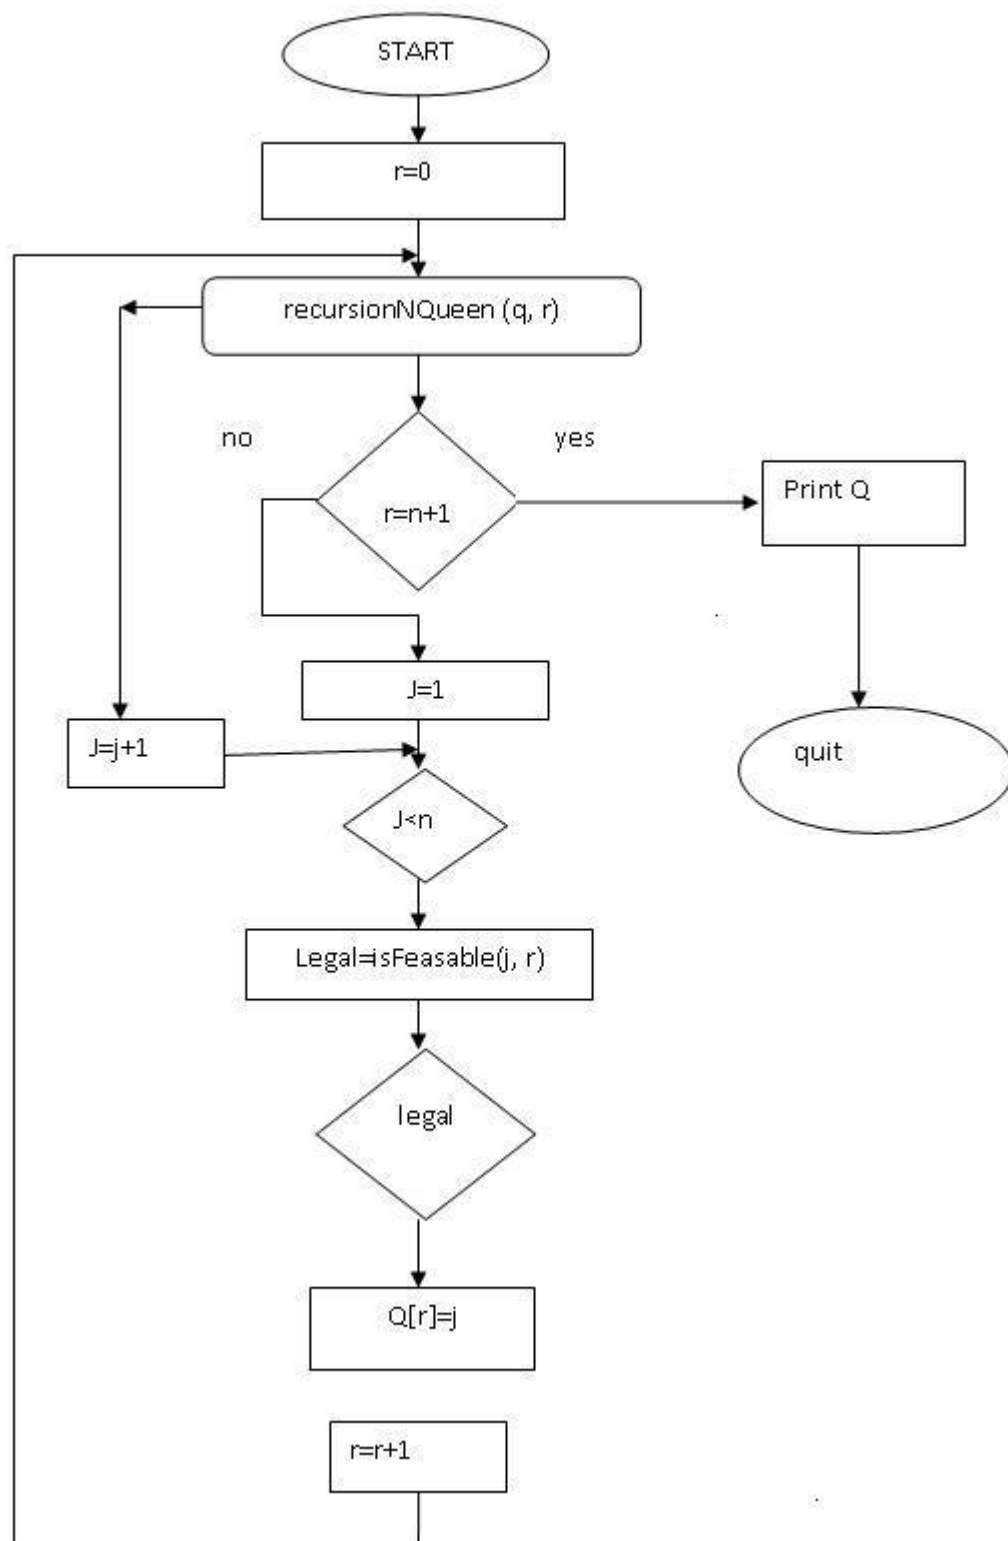 START
r=0
recursionNQueen (q, r)
no
yes
Print Q
r=n+1
J=1
J=j+1
quit
J<n
Legal=isFeasable(j, r)
legal
Q[r]=j
r=r+1